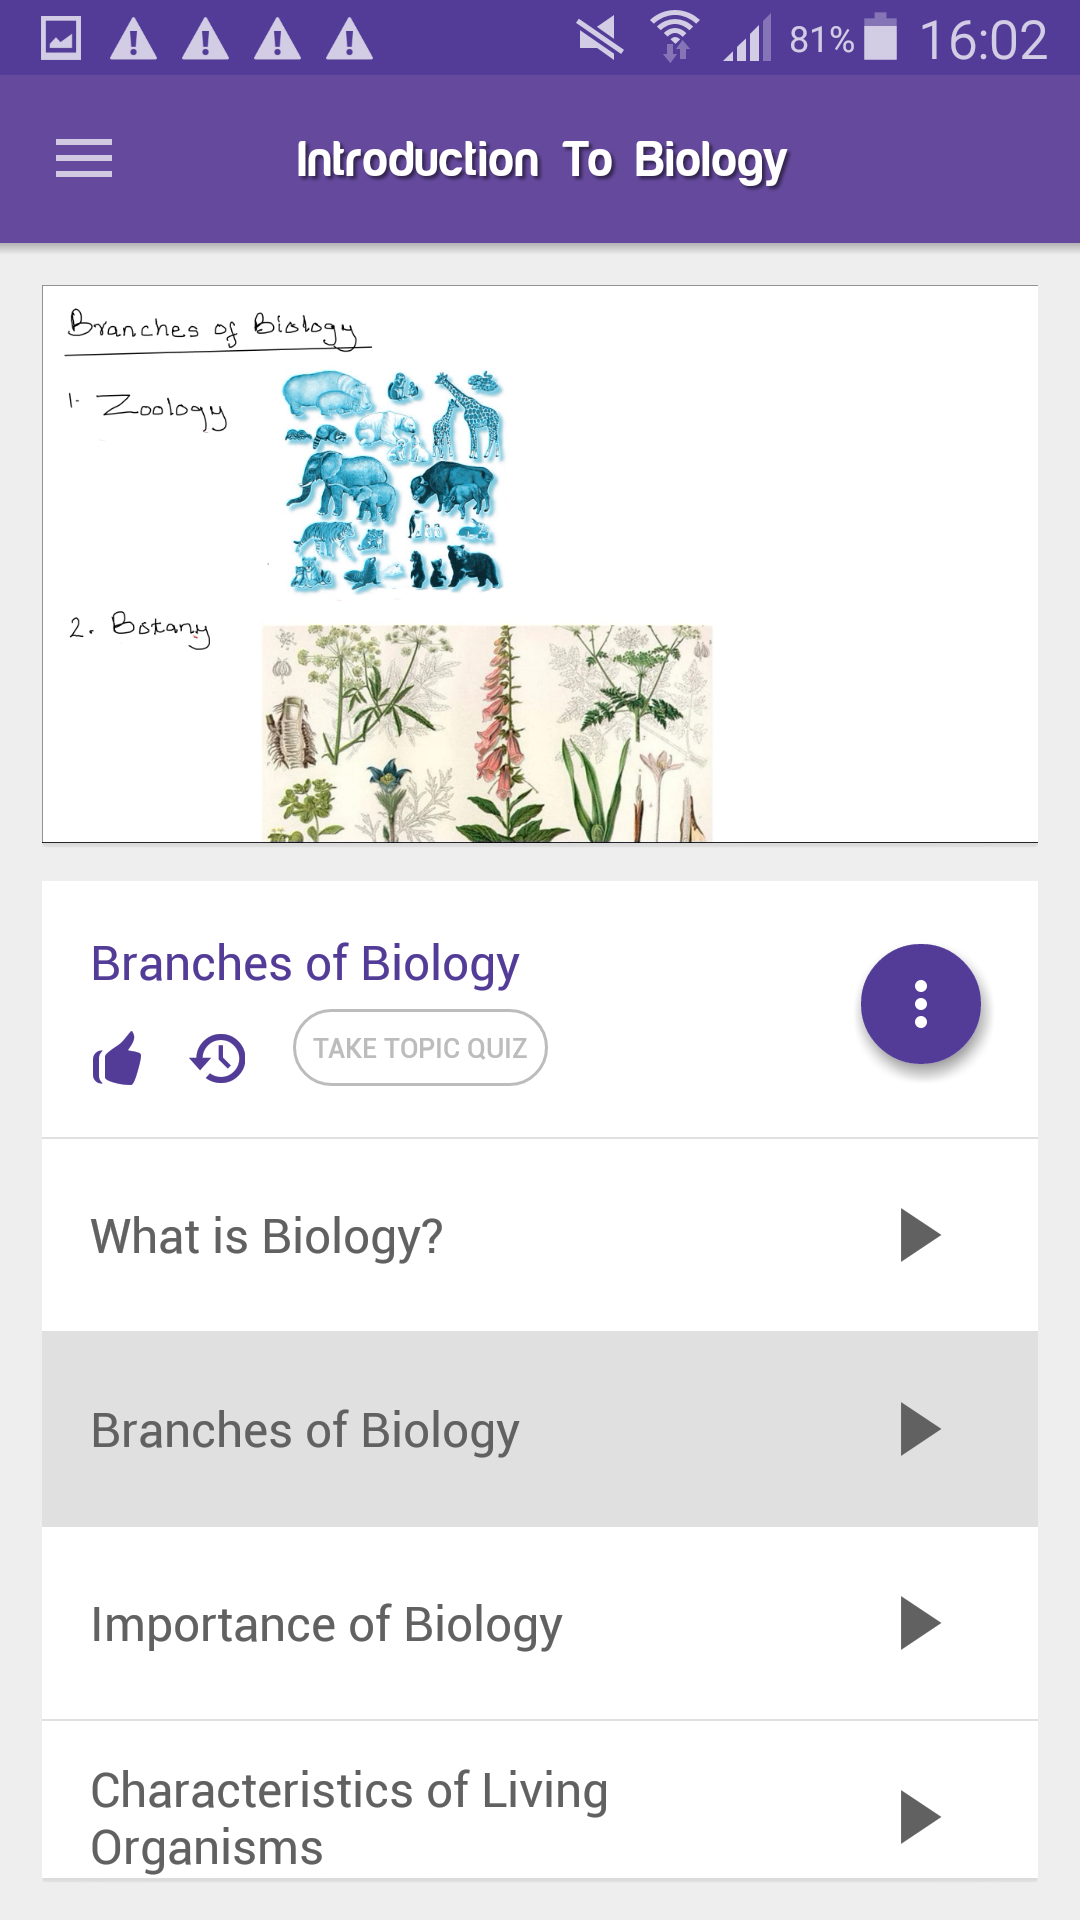 81% 16:02
Introduction To Biology
Branches of Biology
1. Zoology
2. Botany
Branches of Biology
TAKE TOPIC QUIZ
What is Biology?
Branches of Biology
Importance of Biology
Characteristics of Living
Organisms